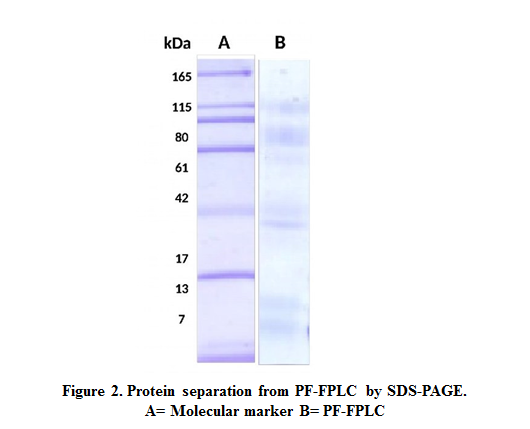 kDa A B
165
115
80
61
42
17
13
7
Figure 2. Protein separation from PF-FPLC by SDS-PAGE.
A= Molecular marker B= PF-FPLC